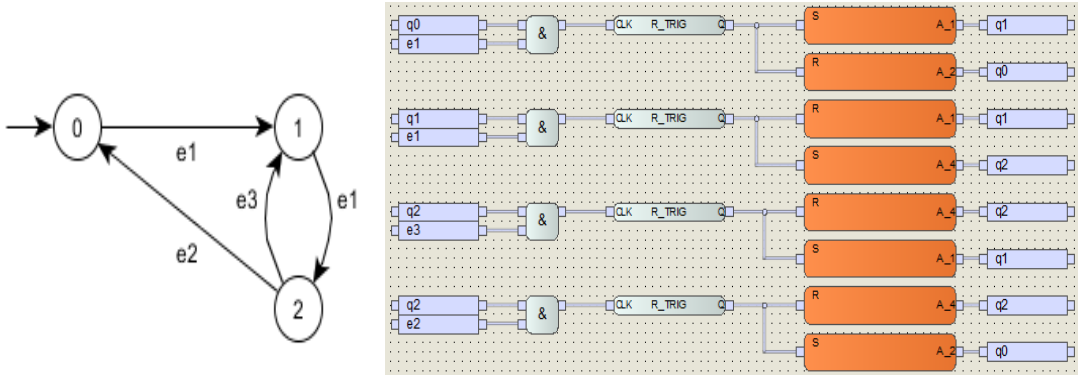 0
1
e1
e3
e1
e2
2
q0
e1
&
CLK R_TRIG Q
S
A_1
q1
R
A_2
q0
q1
e1
&
CLK R_TRIG Q
R
A_1
q1
S
A_4
q2
q2
e3
&
CLK R_TRIG Q
R
A_4
q2
S
A_1
q1
q2
e2
&
CLK R_TRIG Q
R
A_4
q2
S
A_2
q0